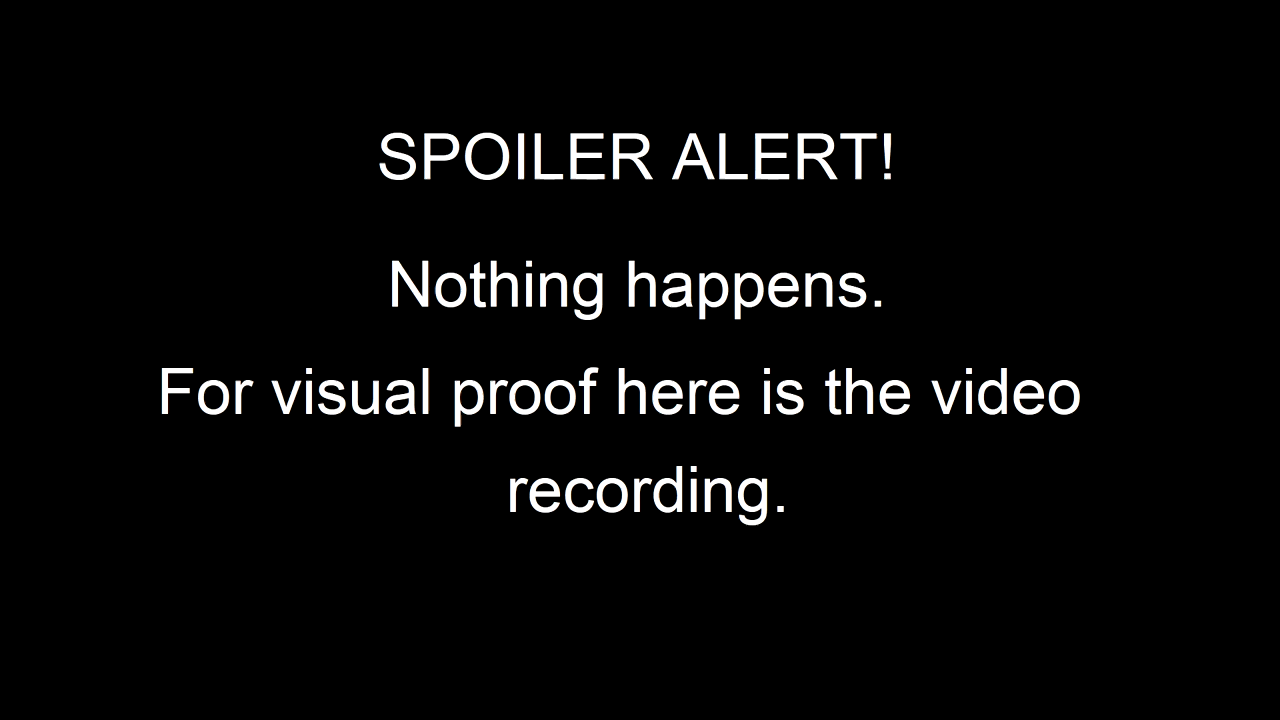 SPOILER ALERT!
Nothing happens.
For visual proof here is the video
recording.